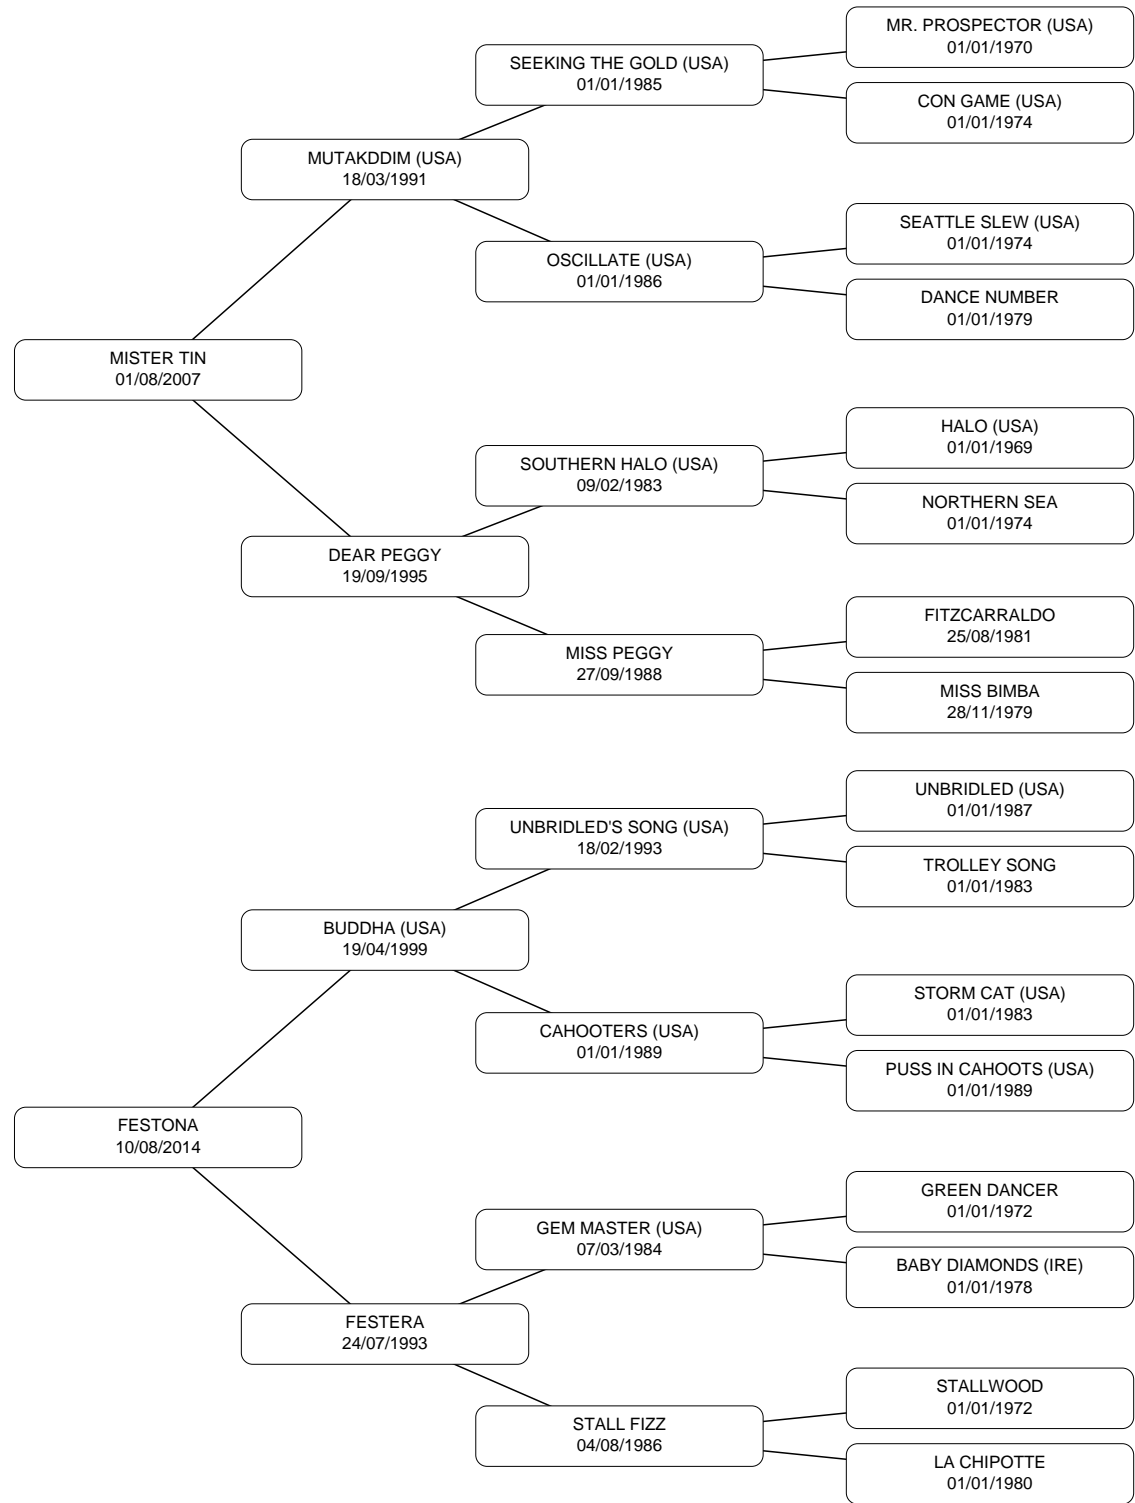 MR. PROSPECTOR (USA)
01/01/1970
SEEKING THE GOLD (USA)
01/01/1985
CON GAME (USA)
01/01/1974
MUTAKDDIM (USA)
18/03/1991
SEATTLE SLEW (USA)
01/01/1974
OSCILLATE (USA)
01/01/1986
DANCE NUMBER
01/01/1979
MISTER TIN
01/08/2007
HALO (USA)
01/01/1969
SOUTHERN HALO (USA)
09/02/1983
NORTHERN SEA
01/01/1974
DEAR PEGGY
19/09/1995
FITZCARRALDO
25/08/1981
MISS PEGGY
27/09/1988
MISS BIMBA
28/11/1979
UNBRIDLED (USA)
01/01/1987
UNBRIDLED'S SONG (USA)
18/02/1993
TROLLEY SONG
01/01/1983
BUDDHA (USA)
19/04/1999
STORM CAT (USA)
01/01/1983
CAHOOTERS (USA)
01/01/1989
PUSS IN CAHOOTS (USA)
01/01/1989
FESTONA
10/08/2014
GREEN DANCER
01/01/1972
GEM MASTER (USA)
07/03/1984
BABY DIAMONDS (IRE)
01/01/1978
FESTERA
24/07/1993
STALLWOOD
01/01/1972
STALL FIZZ
04/08/1986
LA CHIPOTTE
01/01/1980